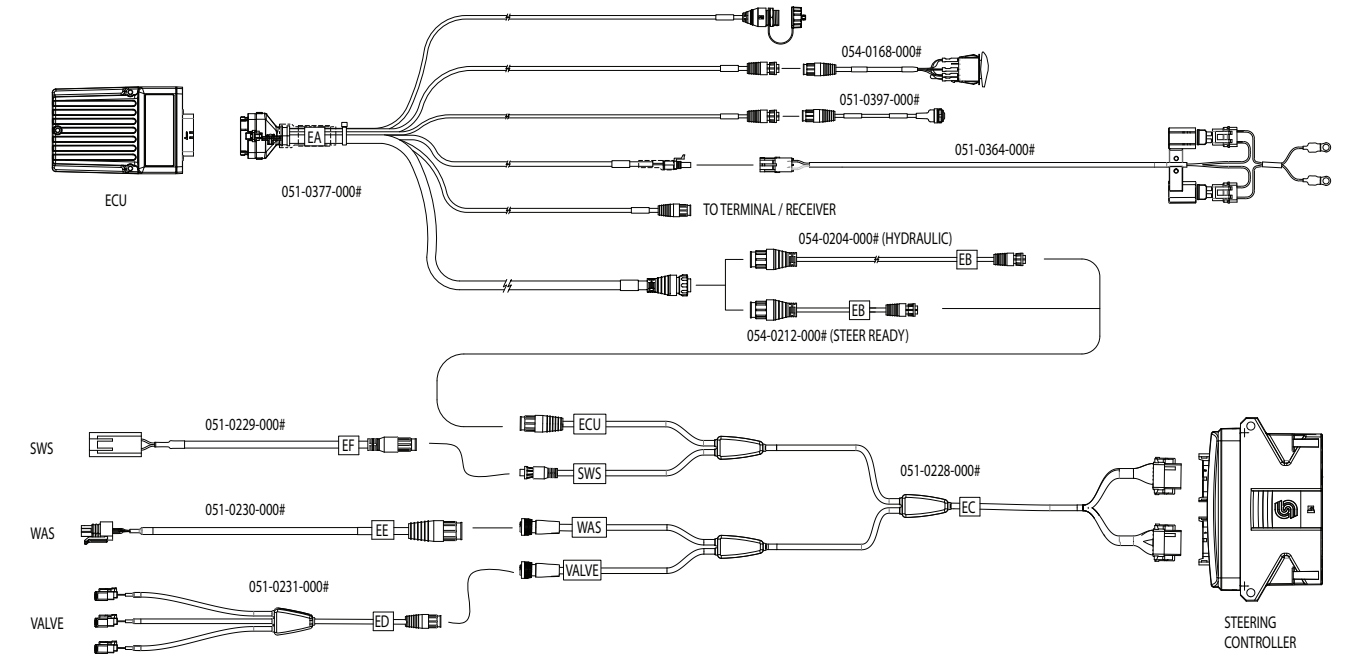 054-0168-000#
051-0397-000#
EA
051-0364-000#
051-0377-000#
ECU
TO TERMINAL / RECEIVER
054-0204-000# (HYDRAULIC)
EB
EB
054-0212-000# (STEER READY)
051-0229-000#
ECU
SWS
EF
SWS
051-0228-000#
051-0230-000#
EC
WAS
EE
WAS
VALVE
051-0231-000#
VALVE
ED
STEERING
CONTROLLER